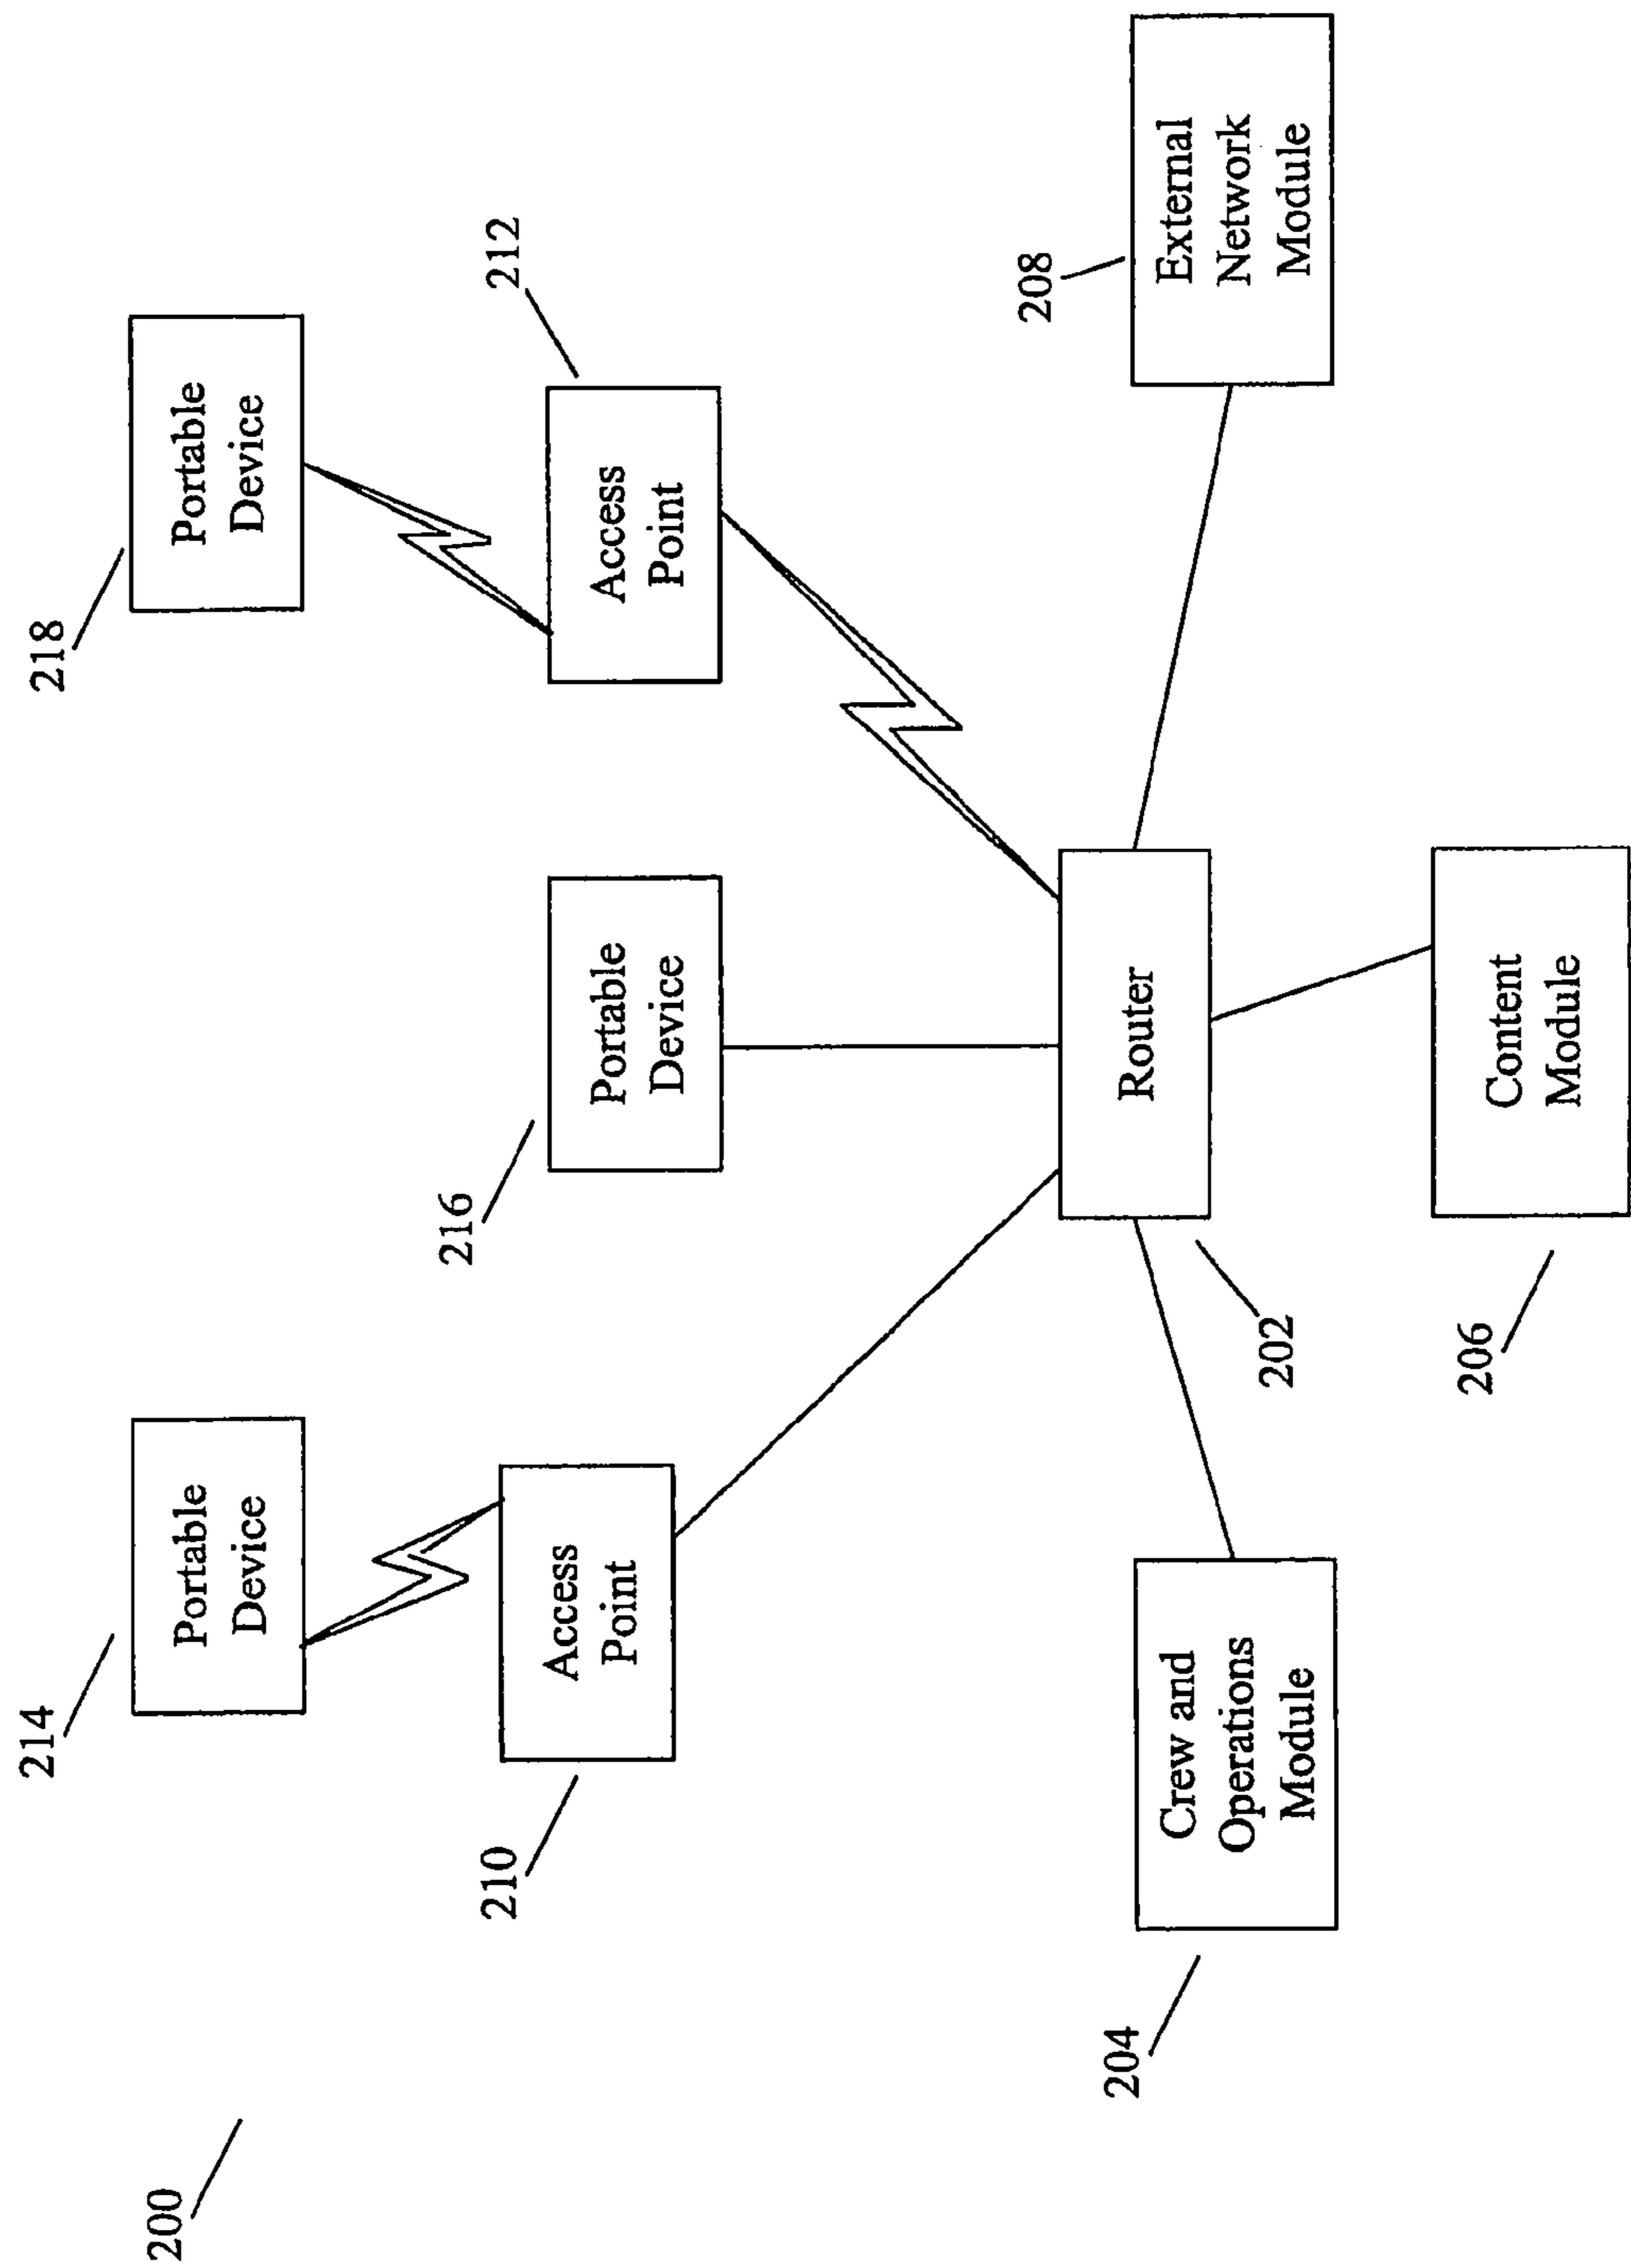 200
214
Portable
Device
218
Portable
Device
210
Access
Point
216
Portable
Device
212
Access
Point
204
Crew and
Operations
Module
202
Router
208
External
Network
Module
206
Content
Module